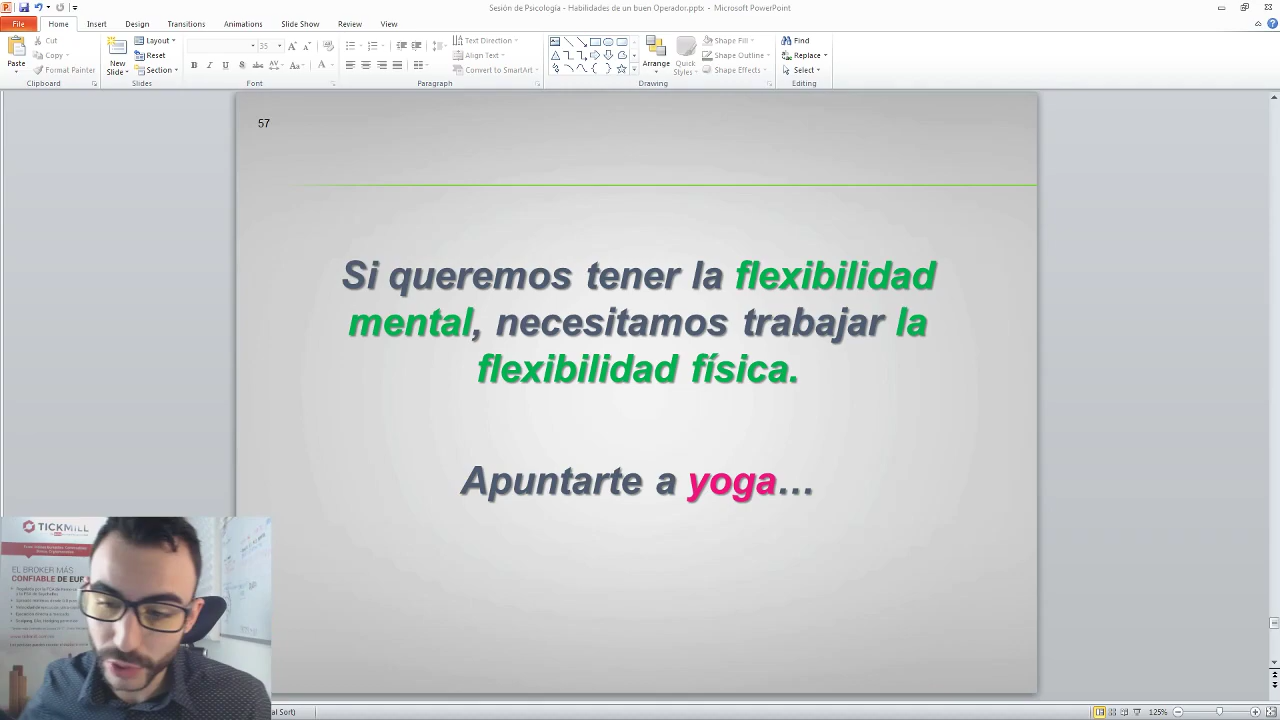 Sesión de Psicología - Habilidades de un buen Operador.pptx - Microsoft PowerPoint
File Home Insert Design Transitions Animations Slide Show Review View
Cut Layout 35 Text Direction Shape Fill Find
Copy Reset Align Text Shape Outline Replace
Paste Format Painter New Slide Section Convert to SmartArt Arrange Quick Styles Shape Effects Select
Clipboard Slides Font Paragraph Drawing Editing
57
Si queremos tener la flexibilidad
mental, necesitamos trabajar la
flexibilidad física.
Apuntarte a yoga…
TICKMILL
EL BROKER MÁS
CONFIABLE DE EUR
al Sort)
125%